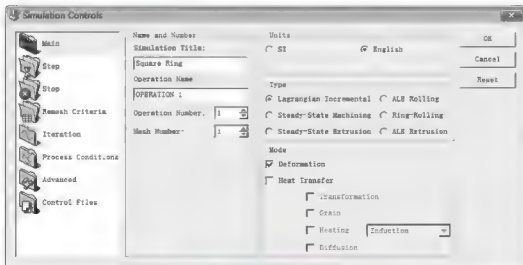 Simulation Controls
Main
Step
Stop
Remesh Criteria
Iteration
Process Conditions
Advanced
Control Files
Name and Number
Simulation Title:
Square Ring
Operation Name
OPERATION 1
Operation Number. 1
Mesh Number- 1
Units
SI
English
Type
Lagrangian Incremental
ALE Rolling
Steady-State Machining
Ring-Rolling
Steady-State Extrusion
ALE Extrusion
Mode
Deformation
Heat Transfer
Transformation
Grain
Heating
Induction
Diffusion
OK
Cancel
Reset